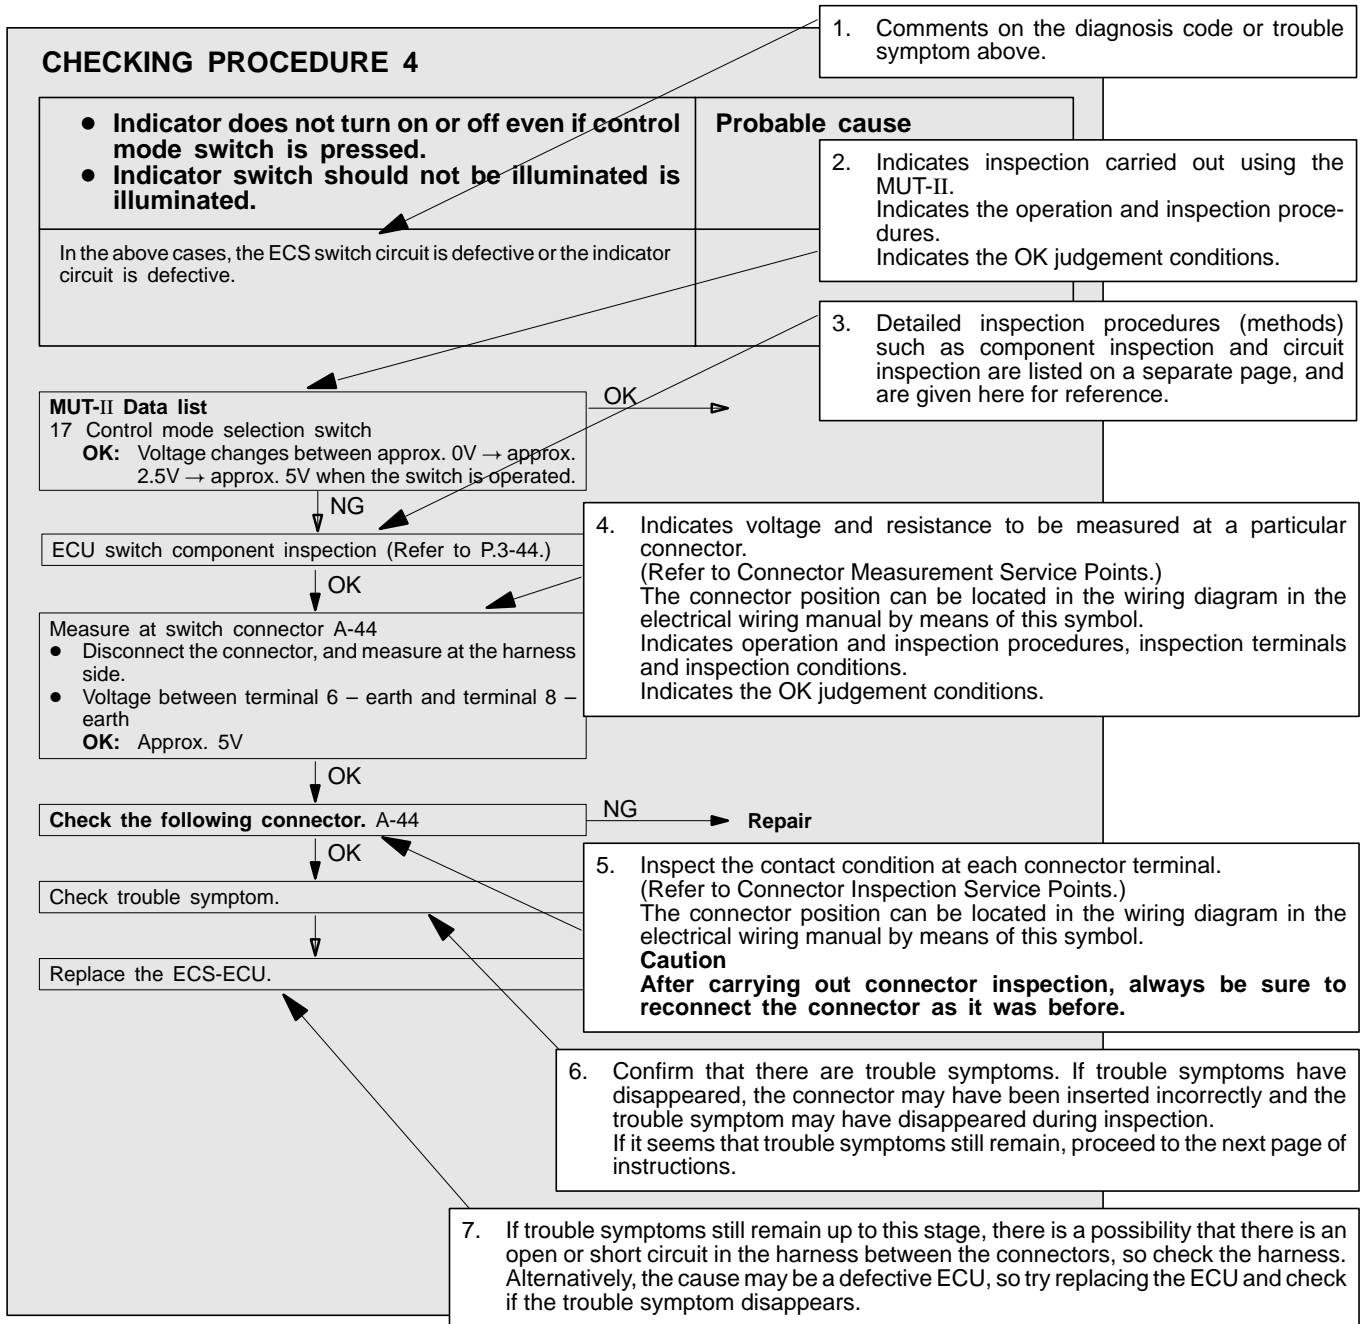 1. Comments on the diagnosis code or trouble
symptom above.
CHECKING PROCEDURE 4
● Indicator does not turn on or off even if control
mode switch is pressed.
● Indicator switch should not be illuminated is
illuminated.
Probable cause
In the above cases, the ECS switch circuit is defective or the indicator
circuit is defective.
2. Indicates inspection carried out using the
MUT-II.
Indicates the operation and inspection proce-
dures.
Indicates the OK judgement conditions.
3. Detailed inspection procedures (methods)
such as component inspection and circuit
inspection are listed on a separate page, and
are given here for reference.
MUT-II Data list
17 Control mode selection switch
OK: Voltage changes between approx. 0V → approx.
2.5V → approx. 5V when the switch is operated.
OK
NG
ECU switch component inspection (Refer to P.3-44.)
OK
4. Indicates voltage and resistance to be measured at a particular
connector.
(Refer to Connector Measurement Service Points.)
The connector position can be located in the wiring diagram in the
electrical wiring manual by means of this symbol.
Indicates operation and inspection procedures, inspection terminals
and inspection conditions.
Indicates the OK judgement conditions.
Measure at switch connector A-44
● Disconnect the connector, and measure at the harness
side.
● Voltage between terminal 6 – earth and terminal 8 –
earth
OK: Approx. 5V
OK
Check the following connector. A-44
NG
Repair
OK
5. Inspect the contact condition at each connector terminal.
(Refer to Connector Inspection Service Points.)
The connector position can be located in the wiring diagram in the
electrical wiring manual by means of this symbol.
Caution
After carrying out connector inspection, always be sure to
reconnect the connector as it was before.
Check trouble symptom.
Replace the ECS-ECU.
6. Confirm that there are trouble symptoms. If trouble symptoms have
disappeared, the connector may have been inserted incorrectly and the
trouble symptom may have disappeared during inspection.
If it seems that trouble symptoms still remain, proceed to the next page of
instructions.
7. If trouble symptoms still remain up to this stage, there is a possibility that there is an
open or short circuit in the harness between the connectors, so check the harness.
Alternatively, the cause may be a defective ECU, so try replacing the ECU and check
if the trouble symptom disappears.